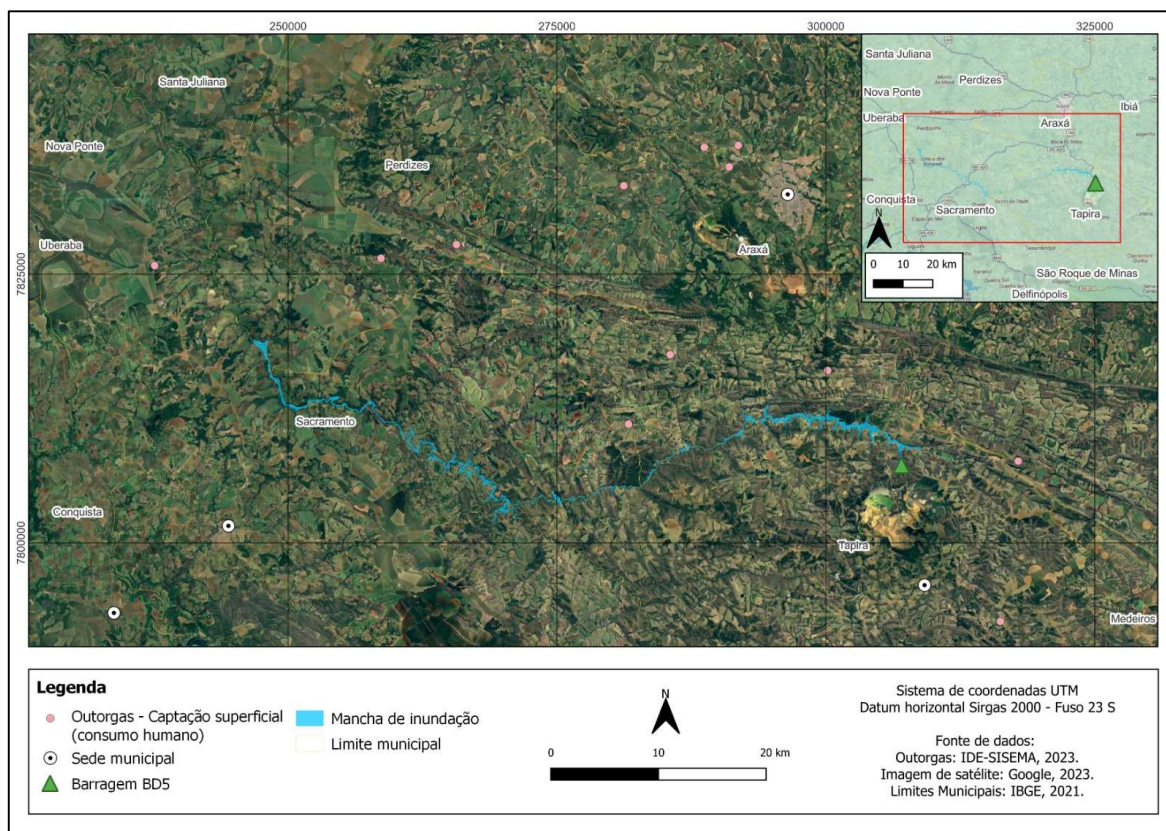 250000
275000
300000
325000
Santa Juliana
Nova Ponte
Perdizes
Uberaba
Araxá
7825000
Sacramento
Conquista
7800000
Tapira
Medeiros
Santa Juliana
Perdizes
Nova Ponte
Ibiá
Uberaba
Araxá
Conquista
Sacramento
Tapira
N
0 10 20 km
São Roque de Minas
Delfinópolis
Legenda
Outorgas - Captação superficial
(consumo humano)
Sede municipal
Barragem BD5
Mancha de inundação
Limite municipal
N
0 10 20 km
Sistema de coordenadas UTM
Datum horizontal Sirgas 2000 - Fuso 23 S
Fonte de dados:
Outorgas: IDE-SISEMA, 2023.
Imagem de satélite: Google, 2023.
Limites Municipais: IBGE, 2021.